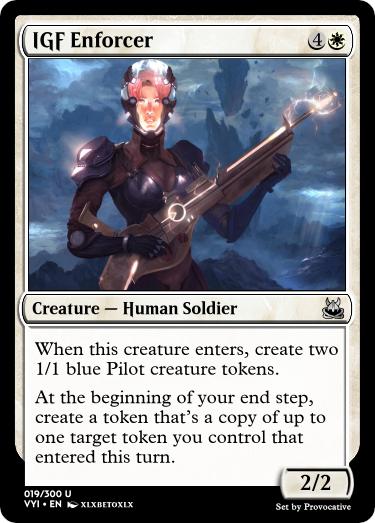 IGF Enforcer 4
Creature — Human Soldier
When this creature enters, create two
1/1 blue Pilot creature tokens.
At the beginning of your end step,
create a token that's a copy of up to
one target token you control that
entered this turn.
2/2
019/300 U
VYI • EN XLXBETOXLX
Set by Provocative